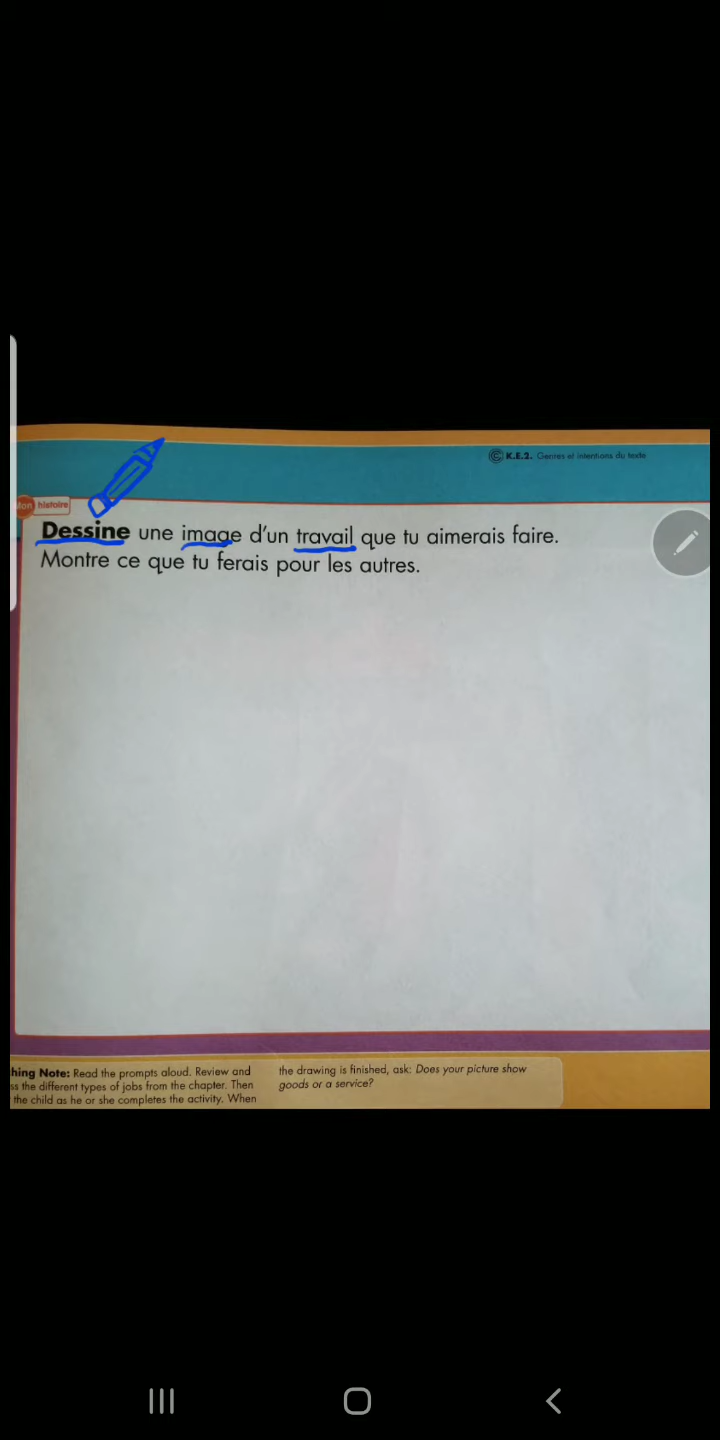 K.E.2. Genres et intentions du texte
Mon histoire
Dessine une image d'un travail que tu aimerais faire.
Montre ce que tu ferais pour les autres.
hing Note: Read the prompts aloud. Review and
ss the different types of jobs from the chapter. Then
the child as he or she completes the activity. When
the drawing is finished, ask: Does your picture show
goods or a service?